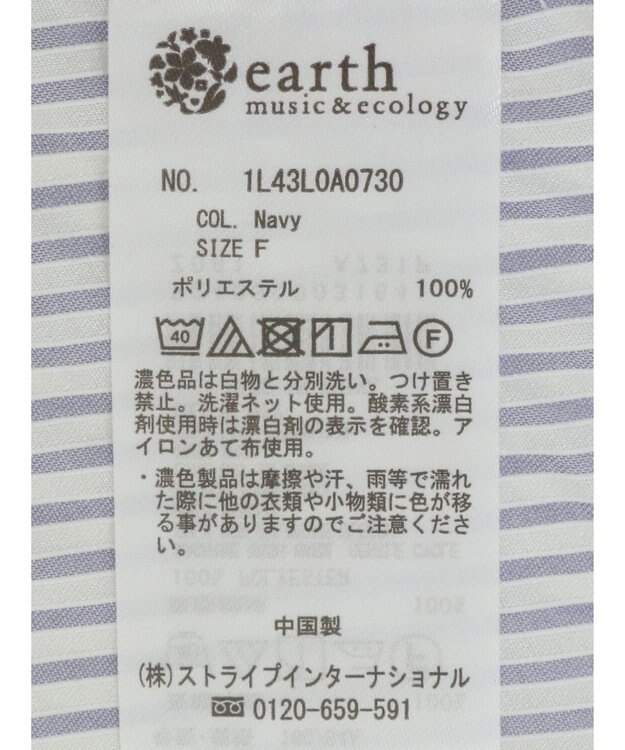 earth
music&ecology
NO. 1L43L0A0730
COL. Navy
SIZE F
ポリエステル 100%
40 F
濃色品は白物と分別洗い。つけ置き
禁止。洗濯ネット使用。酸素系漂白
剤使用時は漂白剤の表示を確認。ア
イロンあて布使用。
・濃色製品は摩擦や汗、雨等で濡れ
た際に他の衣類や小物類に色が移
る事がありますのでご注意くださ
い。
中国製
(株)ストライプインターナショナル
0120-659-591